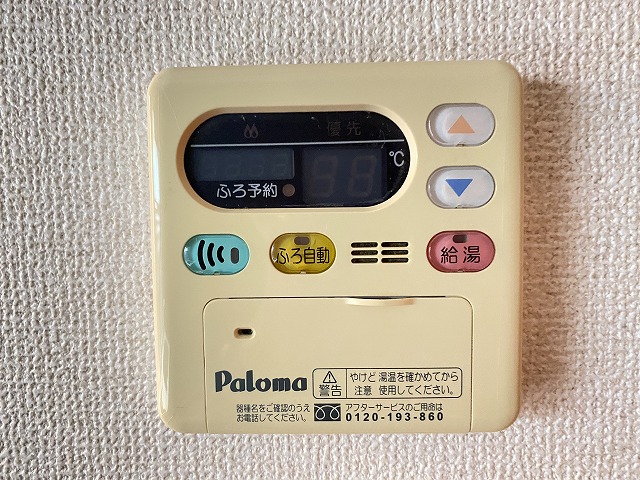 優先
℃
ふろ予約
ふろ自動
給湯
Paloma
警告
やけど 湯温を確かめてから
注意 使用してください。
器種名をご確認のうえ
お電話してください。
アフターサービスのご用命は
0120-193-860